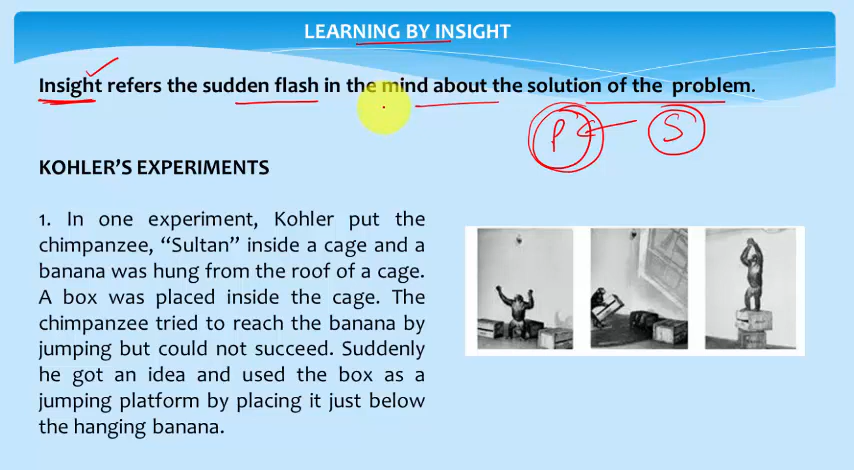 LEARNING BY INSIGHT
Insight refers the sudden flash in the mind about the solution of the problem.
P S
KOHLER'S EXPERIMENTS
1. In one experiment, Kohler put the
chimpanzee, “Sultan” inside a cage and a
banana was hung from the roof of a cage.
A box was placed inside the cage. The
chimpanzee tried to reach the banana by
jumping but could not succeed. Suddenly
he got an idea and used the box as a
jumping platform by placing it just below
the hanging banana.